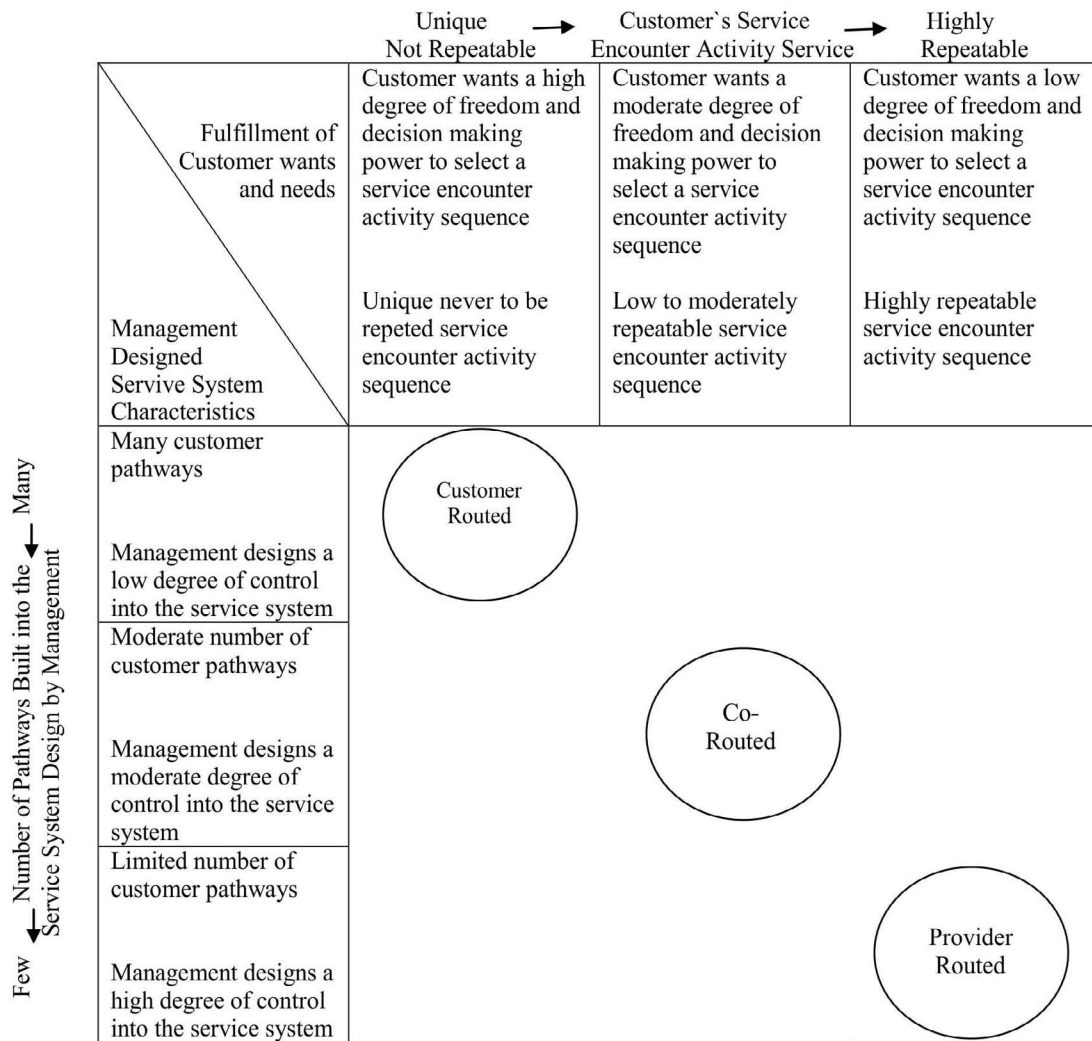 Unique
Not Repeatable
Customer`s Service
Encounter Activity Service
Highly
Repeatable
Fulfillment of
Customer wants
and needs
Management
Designed
Servive System
Characteristics
Customer wants a high
degree of freedom and
decision making
power to select a
service encounter
activity sequence
Unique never to be
repeted service
encounter activity
sequence
Customer wants a
moderate degree of
freedom and decision
making power to
select a service
encounter activity
sequence
Low to moderately
repeatable service
encounter activity
sequence
Customer wants a low
degree of freedom and
decision making
power to select a
service encounter
activity sequence
Highly repeatable
service encounter
activity sequence
Many
Number of Pathways Built into the
Service System Design by Management
Few
Many customer
pathways
Management designs a
low degree of control
into the service system
Customer
Routed
Moderate number of
customer pathways
Management designs a
moderate degree of
control into the service
system
Co-
Routed
Limited number of
customer pathways
Management designs a
high degree of control
into the service system
Provider
Routed